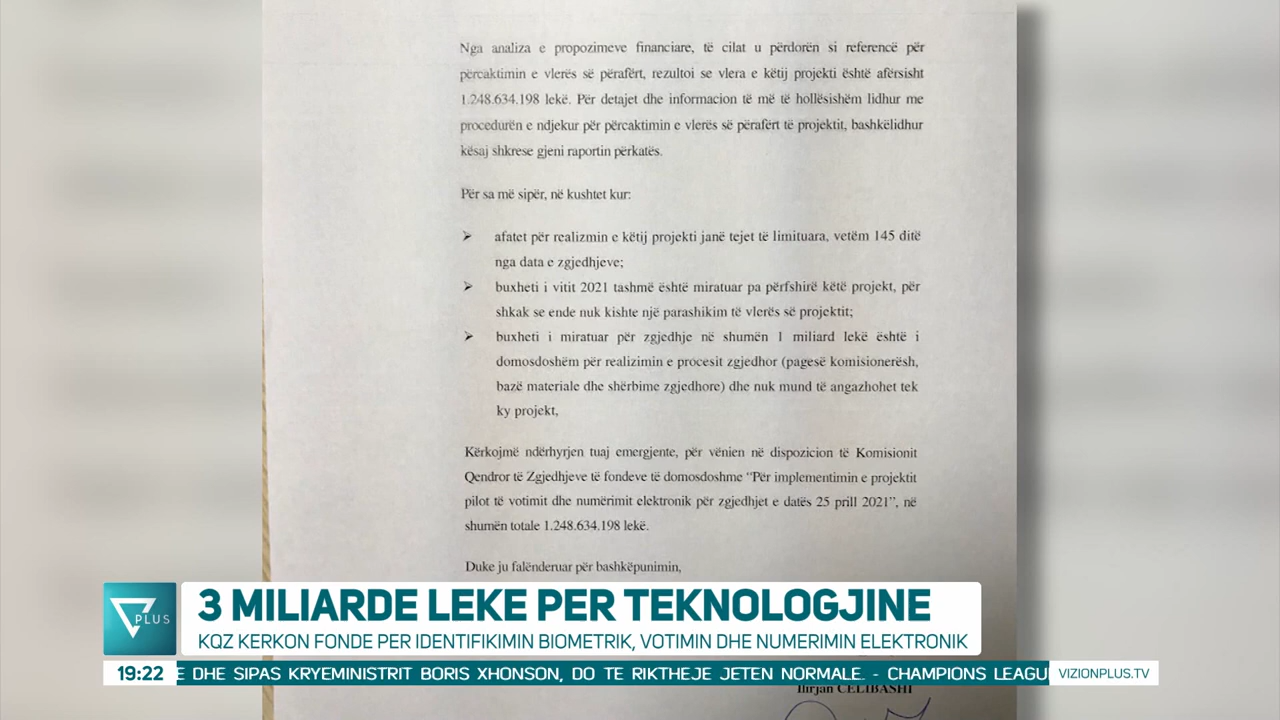 Nga analiza e propozimeve financiare, të cilat u përdorën si referencë për
përcaktimin e vlerës së përafërt, rezultoi se vlera e këtij projekti është afërsisht
1.248.634.198 lekë. Për detajet dhe informacion të më të hollësishëm lidhur me
procedurën e ndjekur për përcaktimin e vlerës së përafërt të projektit, bashkëlidhur
kësaj shkrese gjeni raportin përkatës.
Për sa më sipër, në kushtet kur:
➢ afatet për realizmin e këtij projekti janë tejet të limituara, vetëm 145 ditë
nga data e zgjedhjeve;
➢ buxheti i vitit 2021 tashmë është miratuar pa përfshirë këtë projekt, për
shkak se ende nuk kishte një parashikim të vlerës së projektit;
➢ buxheti i miratuar për zgjedhje në shumën 1 miliard lekë është i
domosdoshëm për realizimin e procesit zgjedhor (pagesë komisionerësh,
bazë materiale dhe shërbime zgjedhore) dhe nuk mund të angazhohet tek
ky projekt,
Kërkojmë ndërhyrjen tuaj emergjente, për vënien në dispozicion të Komisionit
Qendror të Zgjedhjeve të fondeve të domosdoshme “Për implementimin e projektit
pilot të votimit dhe numërimit elektronik për zgjedhjet e datës 25 prill 2021”, në
shumën totale 1.248.634.198 lekë.
Duke ju falënderuar për bashkëpunimin,
PLUS
3 MILIARDE LEKE PER TEKNOLOGJINE
KQZ KERKON FONDE PER IDENTIFIKIMIN BIOMETRIK, VOTIMIN DHE NUMERIMIN ELEKTRONIK
19:22 E DHE SIPAS KRYEMINISTRIT BORIS XHONSON, DO TE RIKTHEJE JETEN NORMALE. - CHAMPIONS LEAGU VIZIONPLUS.TV
Ilirjan CELIBASHI